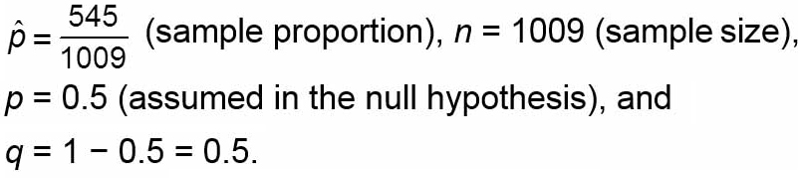 p̂ = 545/1009 (sample proportion), n = 1009 (sample size),
p = 0.5 (assumed in the null hypothesis), and
q = 1 − 0.5 = 0.5.